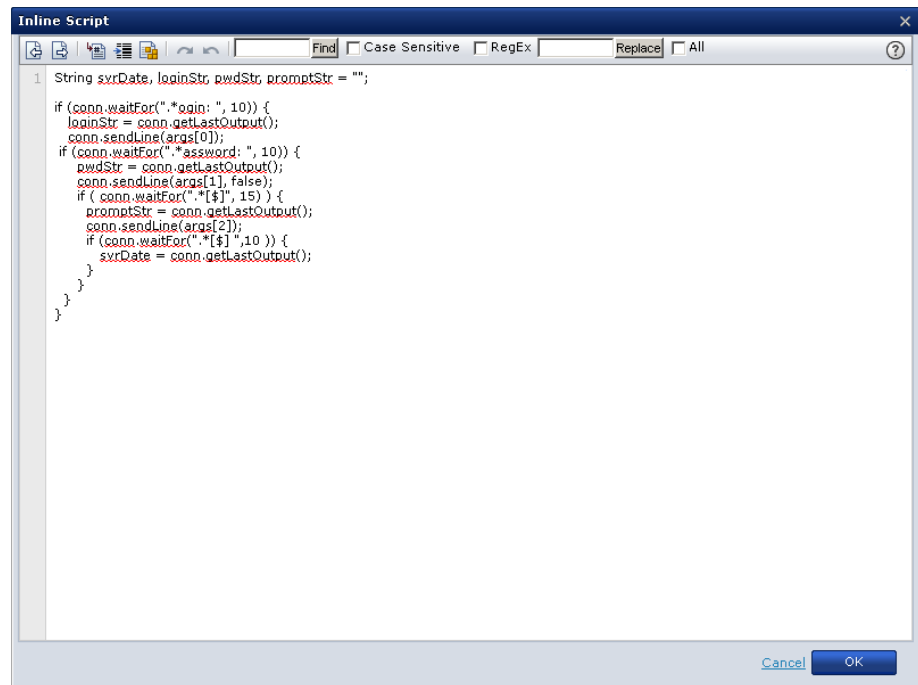 Inline Script
Find Case Sensitive RegEx Replace All
1 String svrDate, loginStr, pwdStr, promptStr = "";
if (conn.waitFor(".*ogin: ", 10)) {
loginStr = conn.getLastOutput();
conn.sendLine(args[0]);
if (conn.waitFor(".*assword: ", 10)) {
pwdStr = conn.getLastOutput();
conn.sendLine(args[1], false);
if ( conn.waitFor(".*[$]", 15) ) {
promptStr = conn.getLastOutput();
conn.sendLine(args[2]);
if (conn.waitFor(".*[$] ",10 )) {
svrDate = conn.getLastOutput();
}
}
}
}
Cancel OK